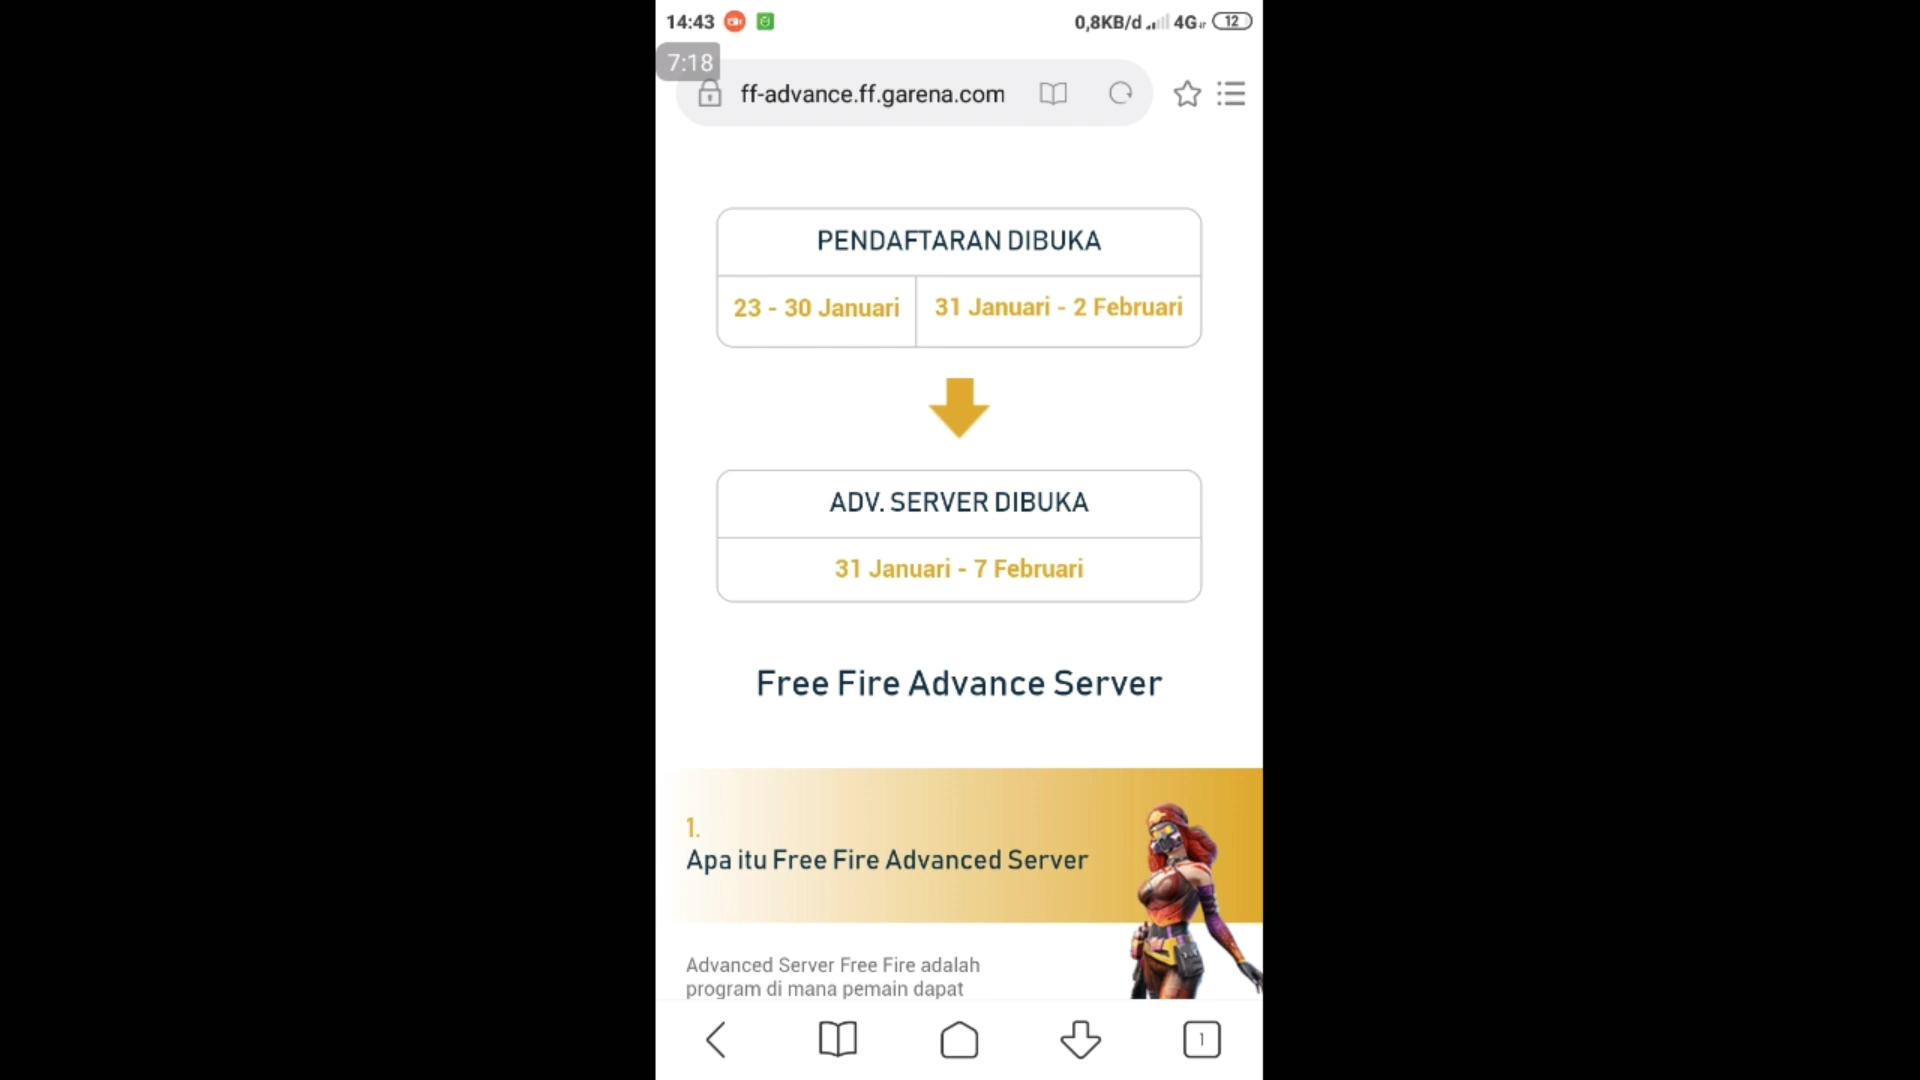 14:43
0,8KB/d 4G 12
7:18
ff-advance.ff.garena.com
PENDAFTARAN DIBUKA
23 - 30 Januari
31 Januari - 2 Februari
ADV. SERVER DIBUKA
31 Januari - 7 Februari
Free Fire Advance Server
1.
Apa itu Free Fire Advanced Server
Advanced Server Free Fire adalah
program di mana pemain dapat
1